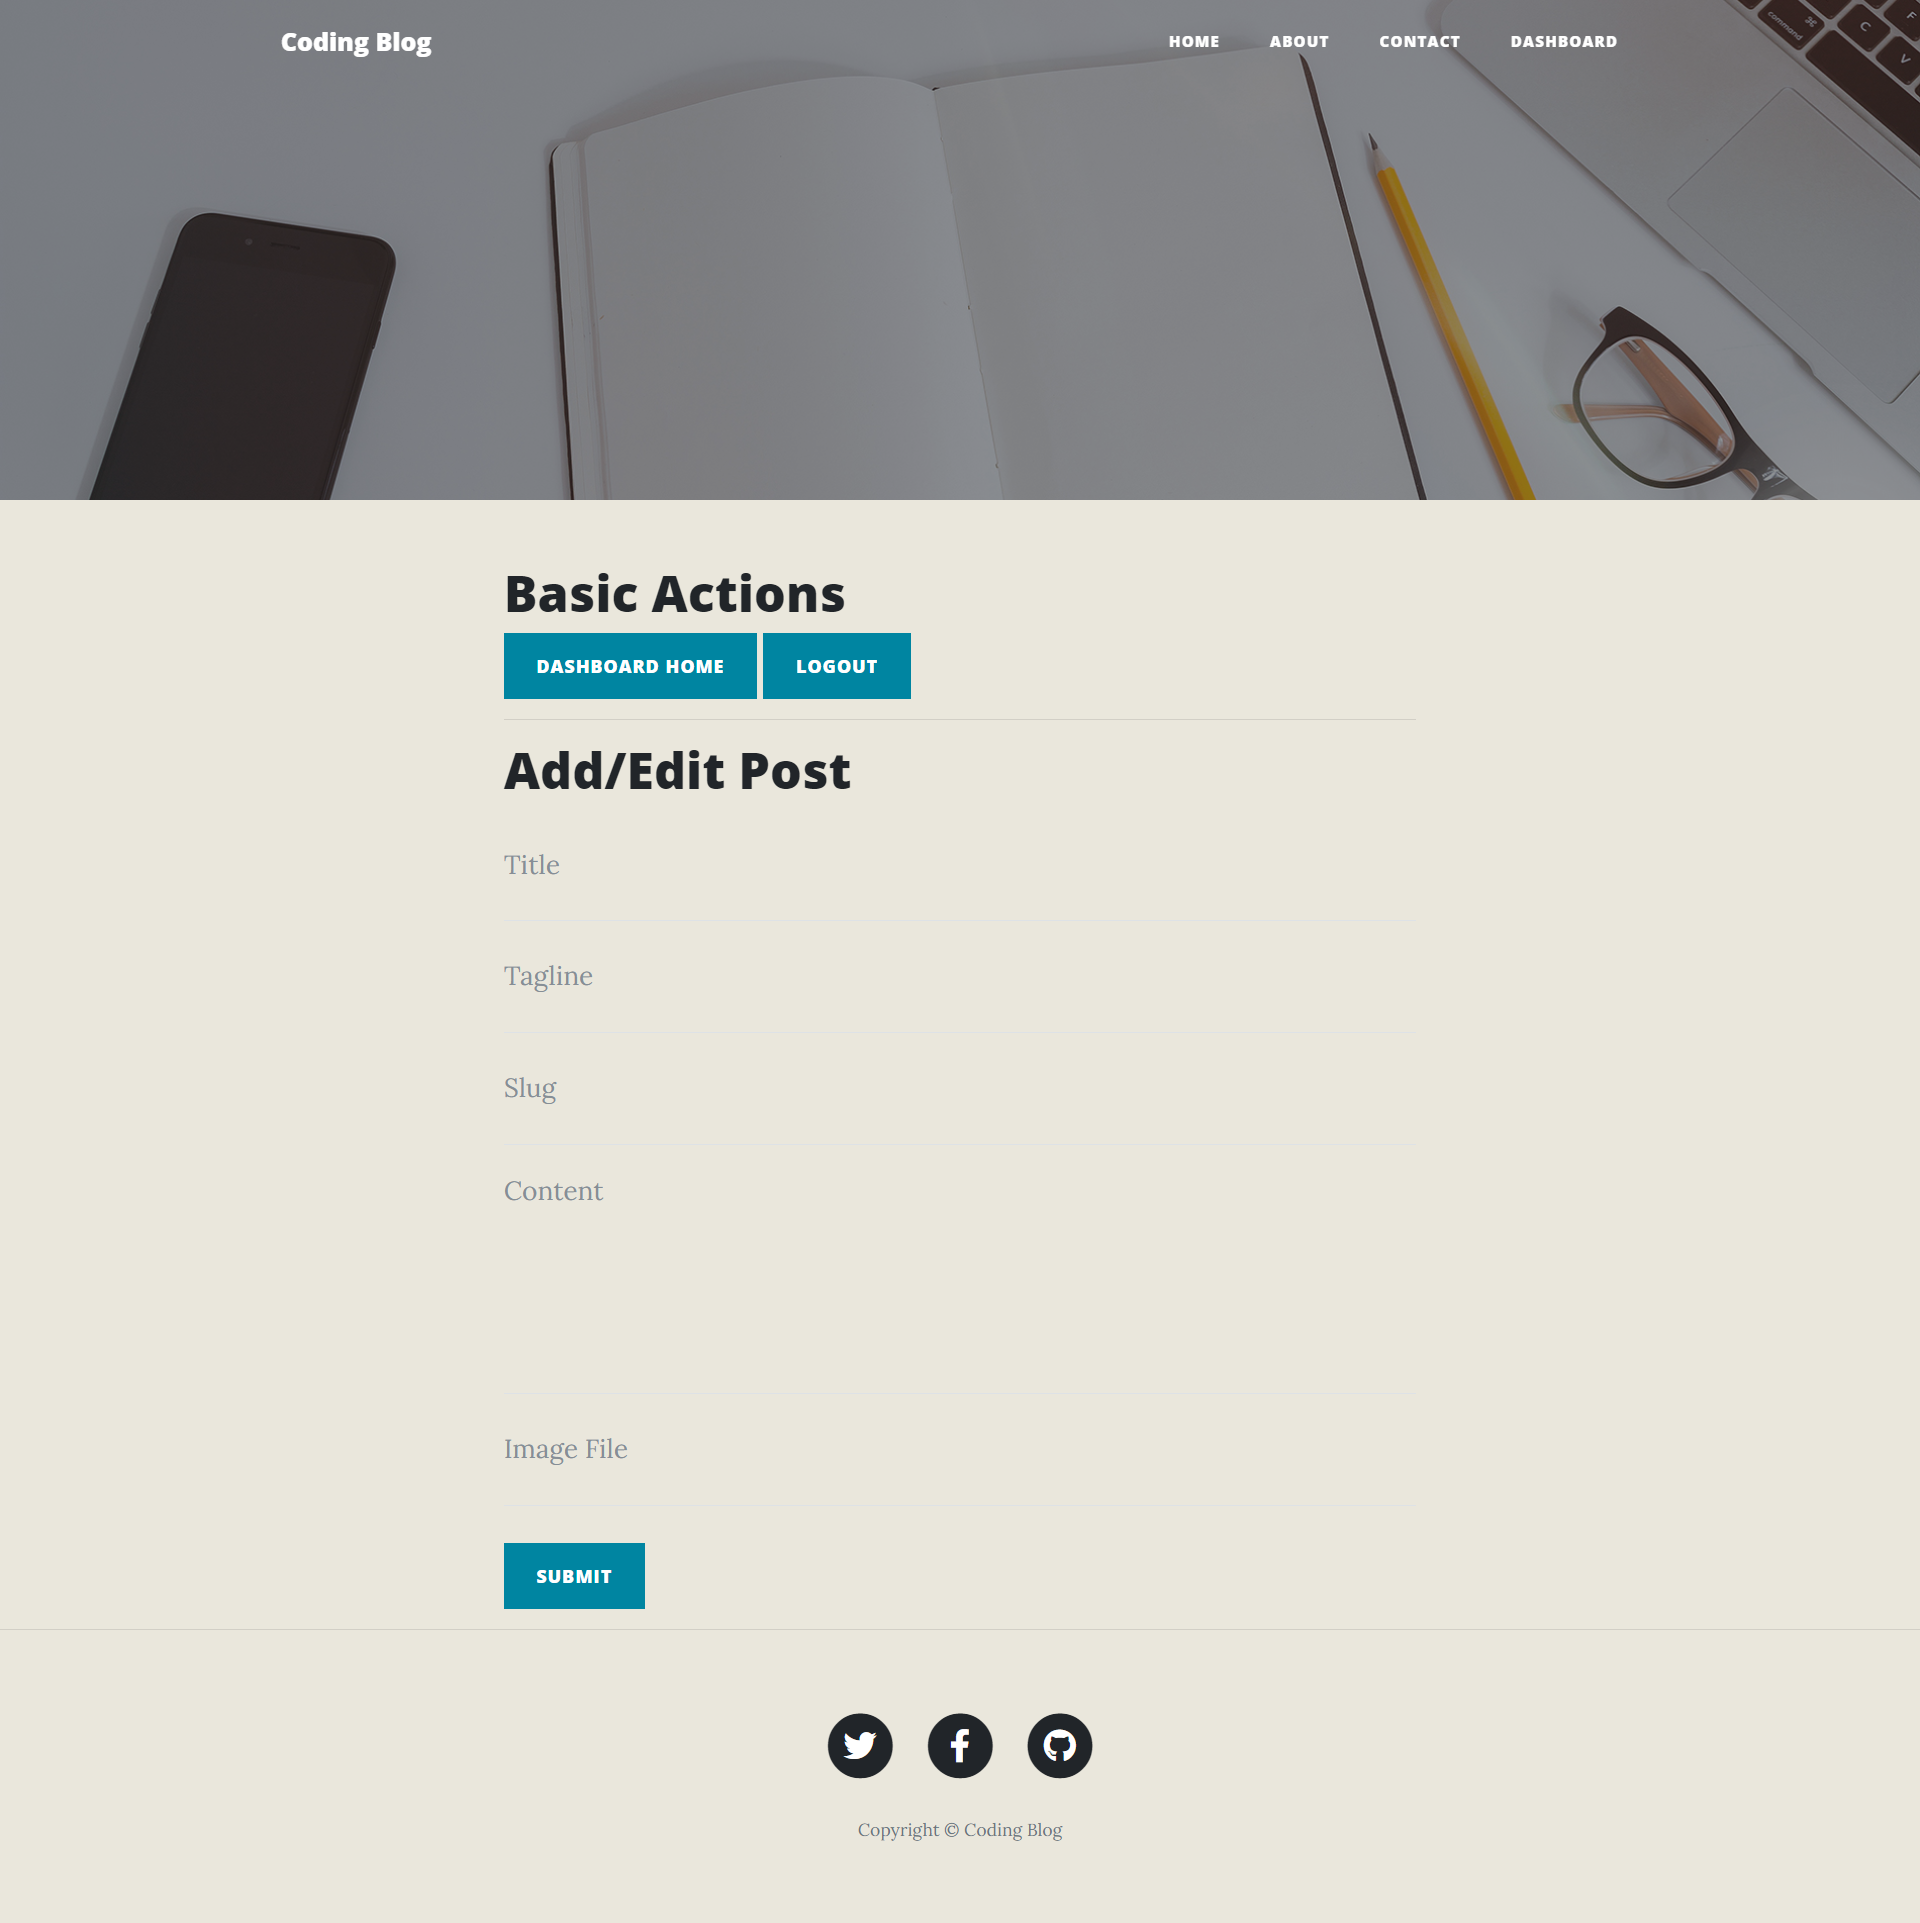 Coding Blog
HOME ABOUT CONTACT DASHBOARD
command ⌘ C V F
Basic Actions
DASHBOARD HOME LOGOUT
Add/Edit Post
Title
Tagline
Slug
Content
Image File
SUBMIT
Copyright © Coding Blog